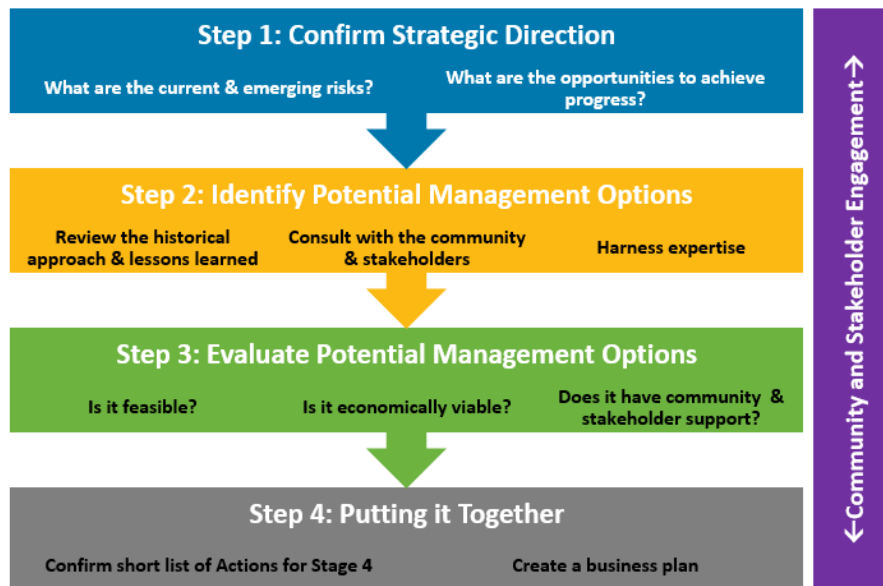 Step 1: Confirm Strategic Direction
What are the current & emerging risks?
What are the opportunities to achieve
progress?
Step 2: Identify Potential Management Options
Review the historical
approach & lessons learned
Consult with the community
& stakeholders
Harness expertise
Step 3: Evaluate Potential Management Options
Is it feasible?
Is it economically viable?
Does it have community &
stakeholder support?
Step 4: Putting it Together
Confirm short list of Actions for Stage 4
Create a business plan
←Community and Stakeholder Engagement→